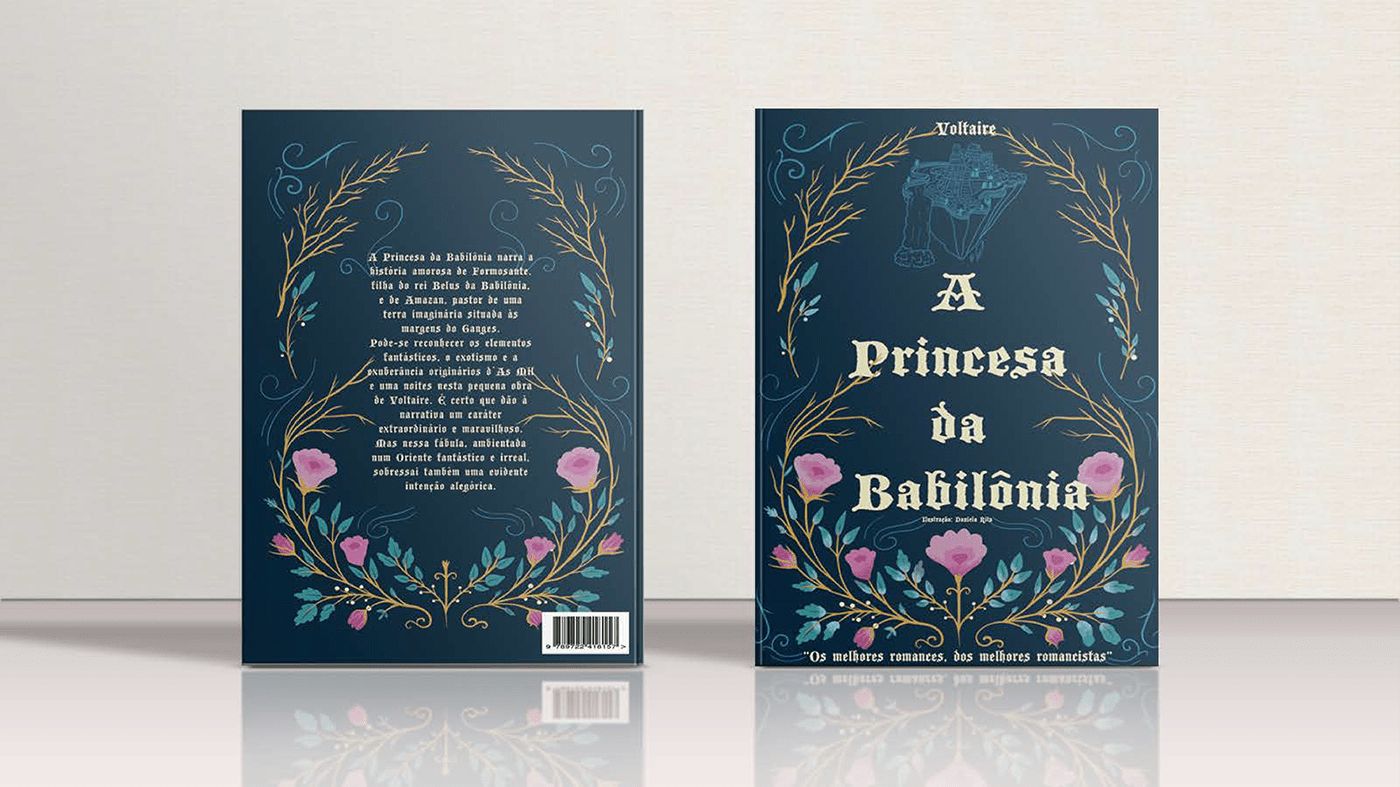 A Princesa da Babilônia narra a
história amorosa de Formosante,
filha do rei Belus da Babilônia,
e de Amazan, pastor de uma
terra imaginária situada às
margens do Ganges.
Pode-se reconhecer os elementos
fantásticos, o exotismo e a
exuberância originários d'As Mil
e uma noites nesta pequena obra
de Voltaire. É certo que dão à
narrativa um caráter
extraordinário e maravilhoso.
Mas nessa fábula, ambientada
num Oriente fantástico e irreal,
sobressai também uma evidente
intenção alegórica.
9 789722 416157 >
Voltaire
A
Princesa
da
Babilônia
Ilustração: Daniela Rita
"Os melhores romances, dos melhores romancistas"